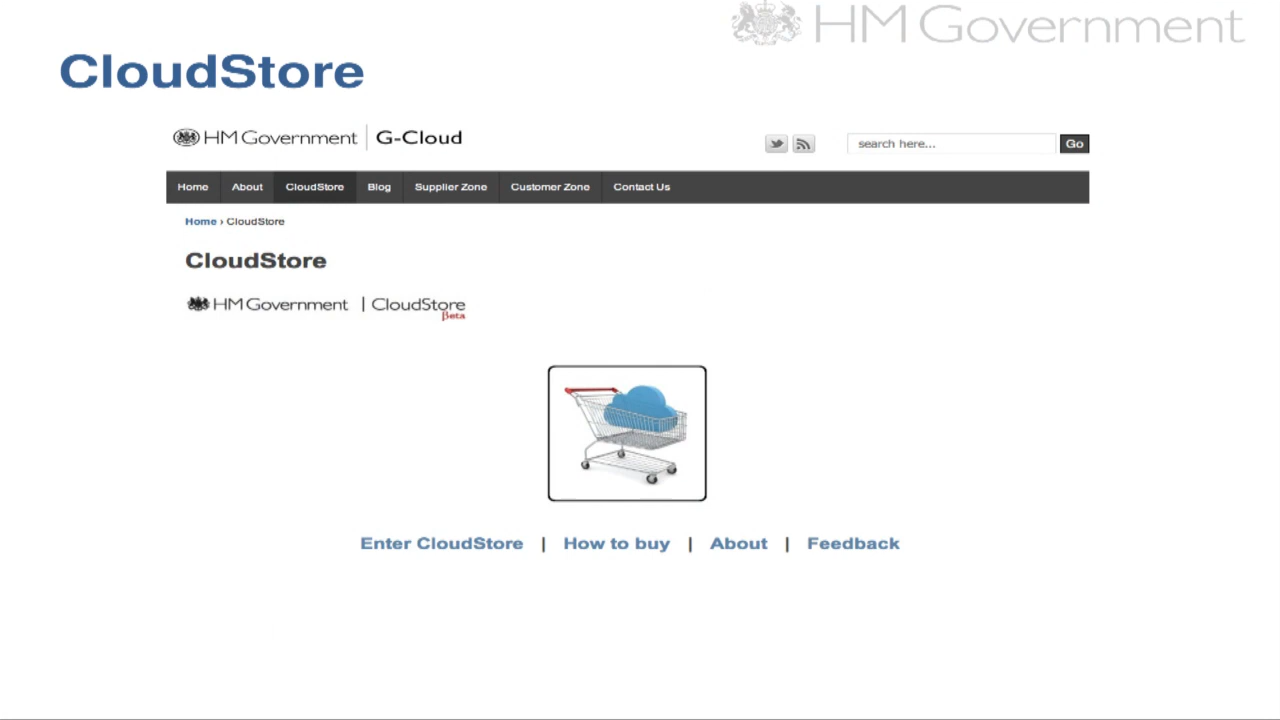 HM Government
CloudStore
HM Government | G-Cloud
search here... Go
Home About CloudStore Blog Supplier Zone Customer Zone Contact Us
Home › CloudStore
CloudStore
HM Government | CloudStore
Beta
Enter CloudStore | How to buy | About | Feedback